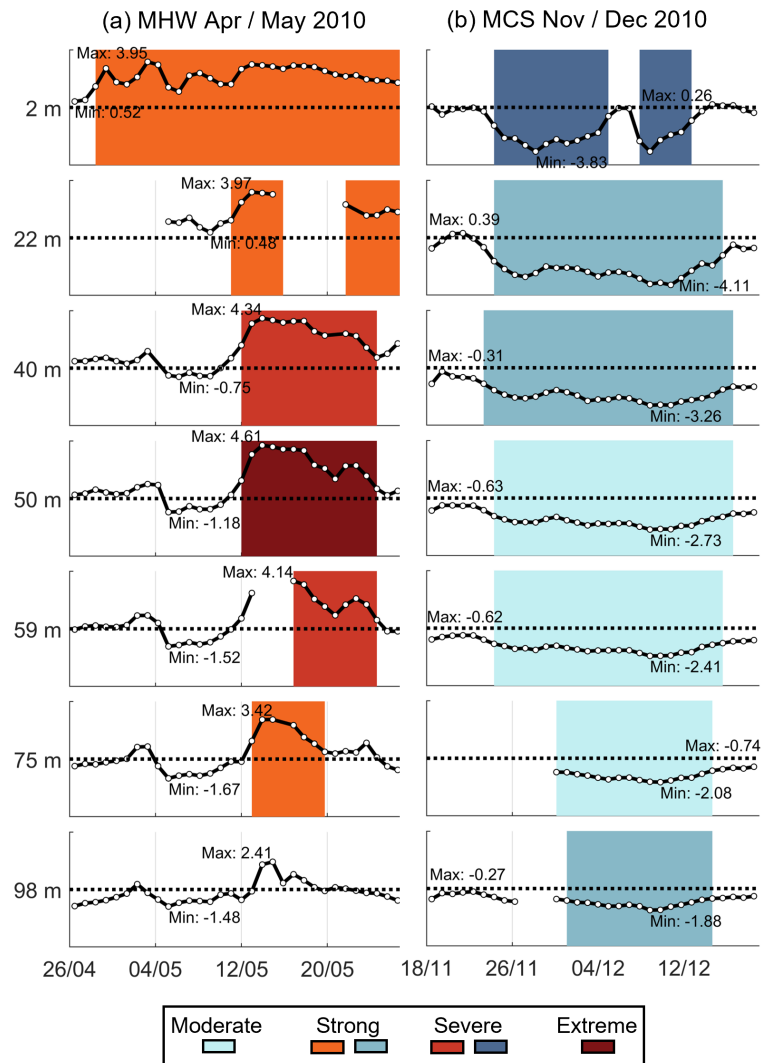 (a) MHW Apr / May 2010
(b) MCS Nov / Dec 2010
2 m
Max: 3.95
Min: 0.52
Max: 0.26
Min: -3.83
22 m
Max: 3.97
Min: 0.48
Max: 0.39
Min: -4.11
40 m
Max: 4.34
Min: -0.75
Max: -0.31
Min: -3.26
50 m
Max: 4.61
Min: -1.18
Max: -0.63
Min: -2.73
59 m
Max: 4.14
Min: -1.52
Max: -0.62
Min: -2.41
75 m
Max: 3.42
Min: -1.67
Max: -0.74
Min: -2.08
98 m
Max: 2.41
Min: -1.48
Max: -0.27
Min: -1.88
26/04 04/05 12/05 20/05
18/11 26/11 04/12 12/12
Moderate Strong Severe Extreme